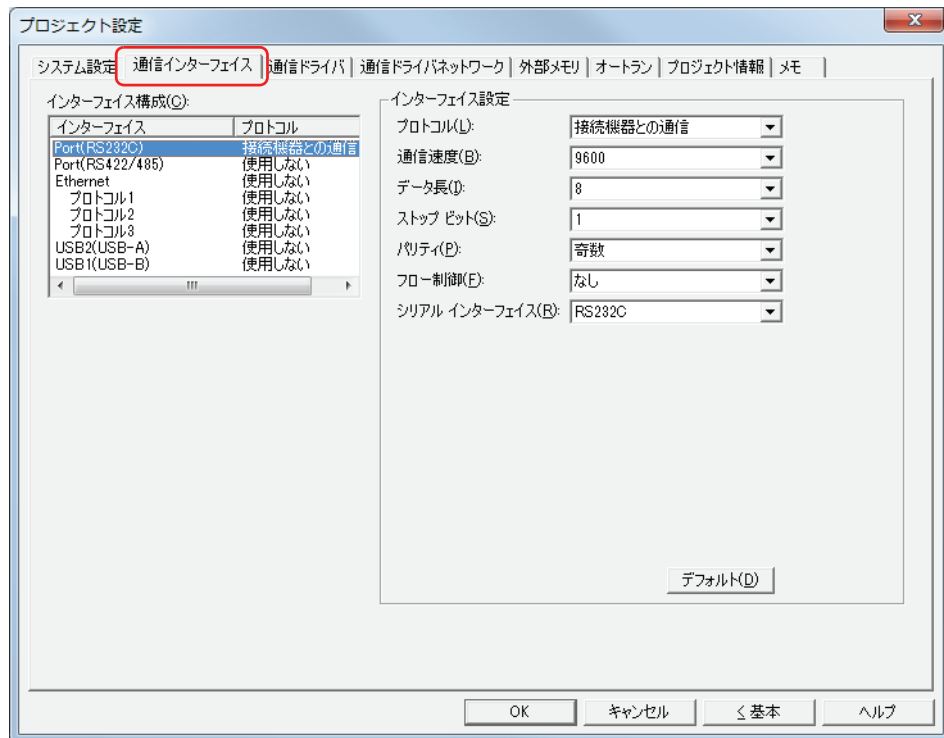 プロジェクト設定
システム設定 通信インターフェイス 通信ドライバ 通信ドライバネットワーク 外部メモリ オートラン プロジェクト情報 メモ
インターフェイス構成(C):
インターフェイス プロトコル
Port(RS232C) 接続機器との通信
Port(RS422/485) 使用しない
Ethernet 使用しない
プロトコル1 使用しない
プロトコル2 使用しない
プロトコル3 使用しない
USB2(USB-A) 使用しない
USB1(USB-B) 使用しない
インターフェイス設定
プロトコル(L): 接続機器との通信
通信速度(B): 9600
データ長(I): 8
ストップ ビット(S): 1
パリティ(P): 奇数
フロー制御(F): なし
シリアル インターフェイス(R): RS232C
デフォルト(D)
OK キャンセル < 基本 ヘルプ